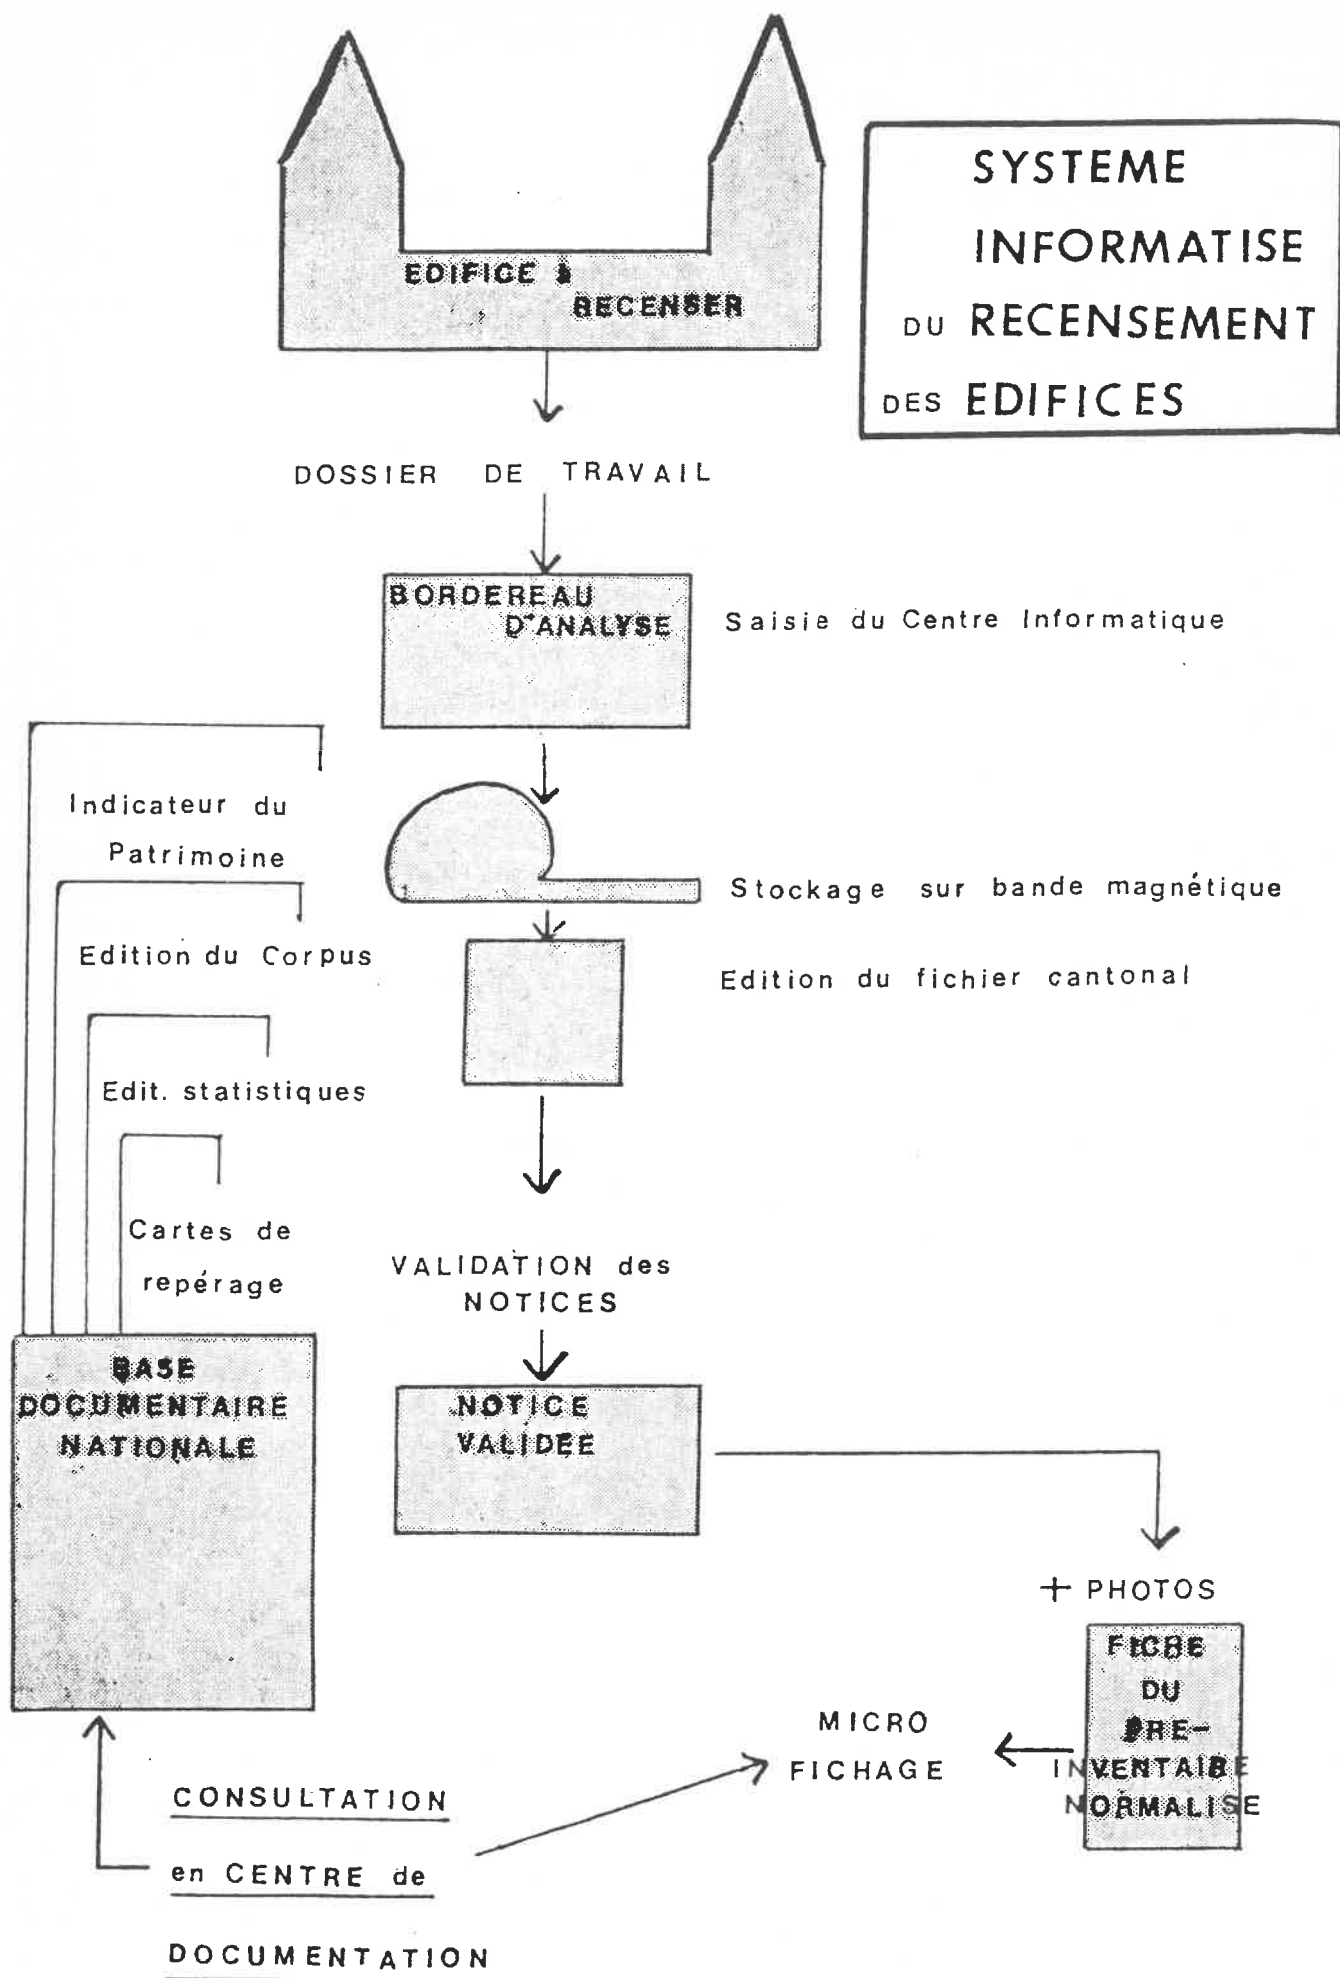 SYSTEME
INFORMATISE
DU RECENSEMENT
DES EDIFICES
EDIFICE à
RECENSER
DOSSIER DE TRAVAIL
BORDEREAU
D'ANALYSE
Saisie du Centre Informatique
Indicateur du
Patrimoine
Stockage sur bande magnétique
Edition du Corpus
Edition du fichier cantonal
Edit. statistiques
Cartes de
repérage
VALIDATION des
NOTICES
BASE
DOCUMENTAIRE
NATIONALE
NOTICE
VALIDEE
+ PHOTOS
FICHE
DU
PRE-
INVENTAIRE
NORMALISE
MICRO
FICHAGE
CONSULTATION
en CENTRE de
DOCUMENTATION